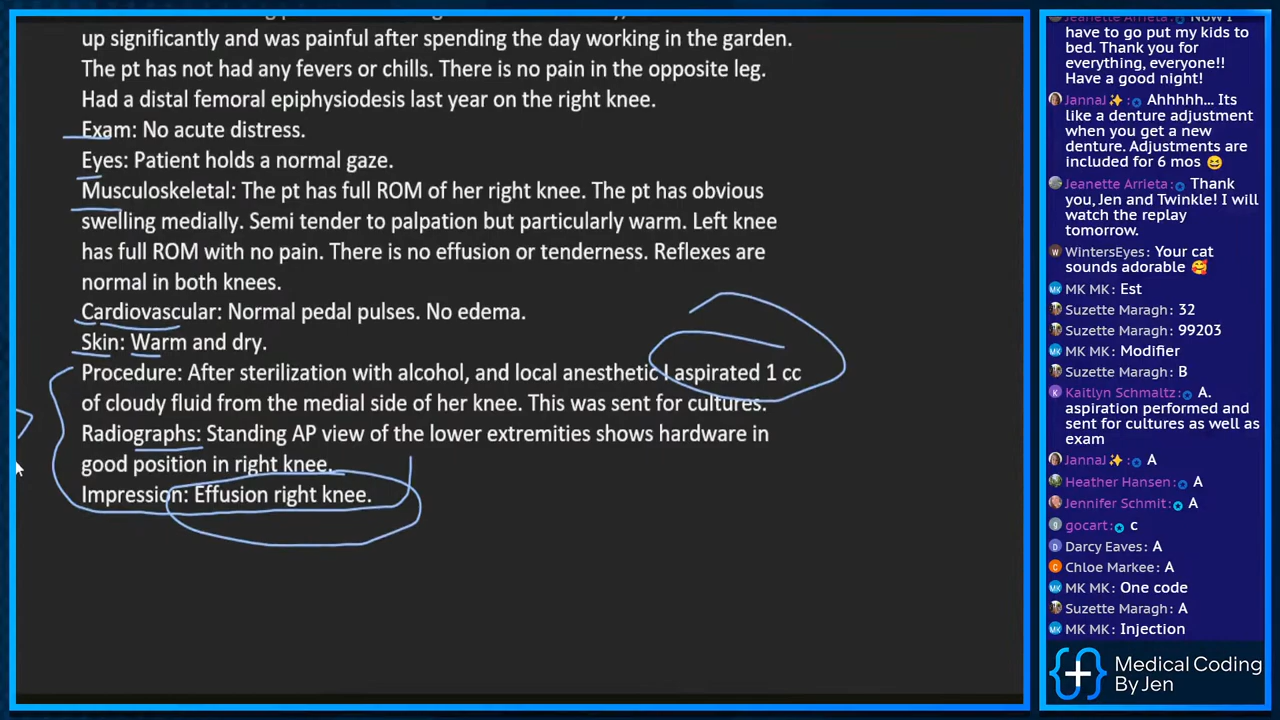 up significantly and was painful after spending the day working in the garden.
The pt has not had any fevers or chills. There is no pain in the opposite leg.
Had a distal femoral epiphysiodesis last year on the right knee.
Exam: No acute distress.
Eyes: Patient holds a normal gaze.
Musculoskeletal: The pt has full ROM of her right knee. The pt has obvious
swelling medially. Semi tender to palpation but particularly warm. Left knee
has full ROM with no pain. There is no effusion or tenderness. Reflexes are
normal in both knees.
Cardiovascular: Normal pedal pulses. No edema.
Skin: Warm and dry.
Procedure: After sterilization with alcohol, and local anesthetic I aspirated 1 cc
of cloudy fluid from the medial side of her knee. This was sent for cultures.
Radiographs: Standing AP view of the lower extremities shows hardware in
good position in right knee.
Impression: Effusion right knee.
Jeanette Arrieta: Now I
have to go put my kids to
bed. Thank you for
everything, everyone!!
Have a good night!
JannaJ✨: Ahhhhh... Its
like a denture adjustment
when you get a new
denture. Adjustments are
included for 6 mos 😆
Jeanette Arrieta: Thank
you, Jen and Twinkle! I will
watch the replay
tomorrow.
WintersEyes: Your cat
sounds adorable 🥰
MK MK: Est
Suzette Maragh: 32
Suzette Maragh: 99203
MK MK: Modifier
Suzette Maragh: B
Kaitlyn Schmaltz: A.
aspiration performed and
sent for cultures as well as
exam
JannaJ✨: A
Heather Hansen: A
Jennifer Schmit: A
gocart: c
Darcy Eaves: A
Chloe Markee: A
MK MK: One code
Suzette Maragh: A
MK MK: Injection
Medical Coding
By Jen